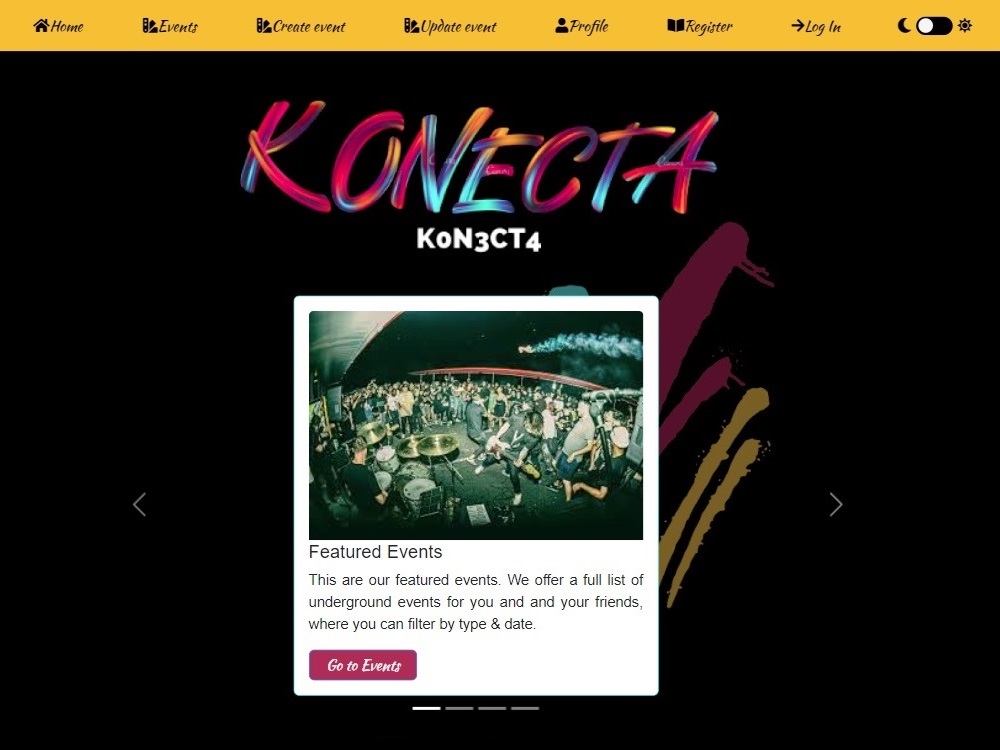 Home Events Create event Update event Profile Register Log In
KONECTA
K0N3CT4
Featured Events
This are our featured events. We offer a full list of
underground events for you and and your friends,
where you can filter by type & date.
Go to Events